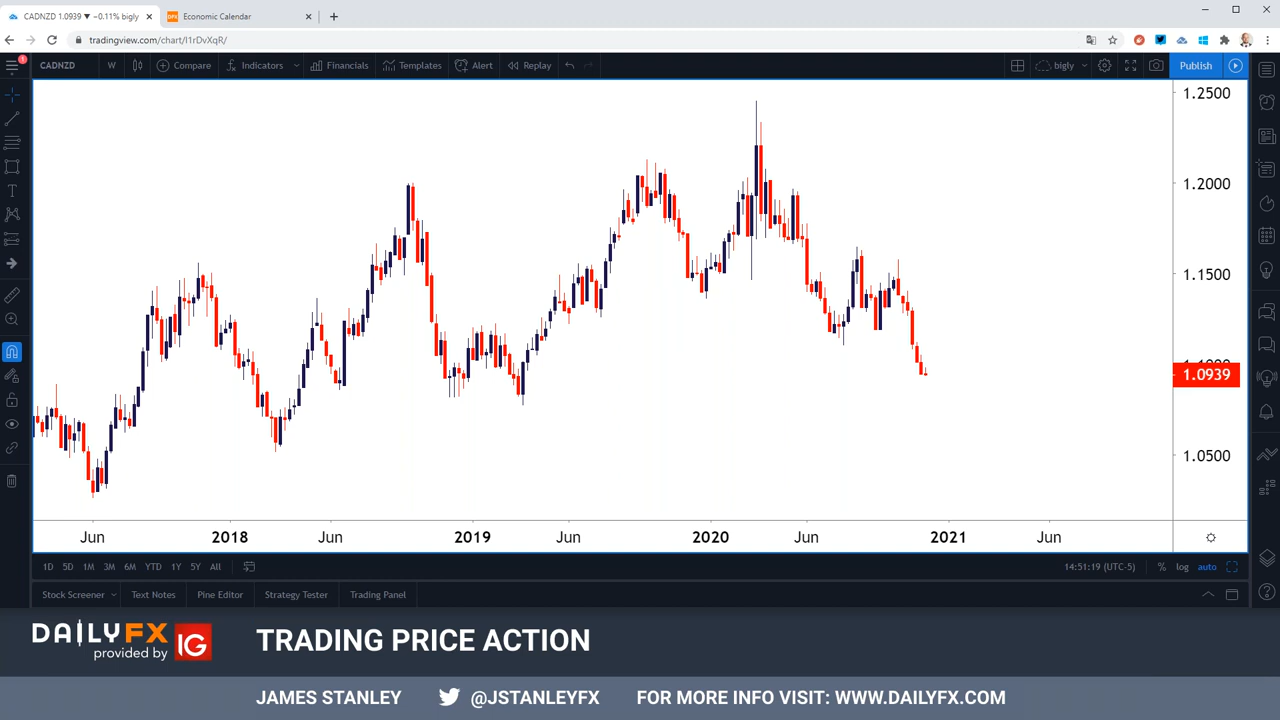 CADNZD 1.0939 ▼ −0.11% bigly
Economic Calendar
tradingview.com/chart/I1rDvXqR/
CADNZD W Compare Indicators Financials Templates Alert Replay bigly Publish
1.2500
1.2000
1.1500
1.0939
1.0500
Jun 2018 Jun 2019 Jun 2020 Jun 2021 Jun
1D 5D 1M 3M 6M YTD 1Y 5Y All 14:51:19 (UTC-5) % log auto
Stock Screener Text Notes Pine Editor Strategy Tester Trading Panel
DAILYFX
provided by IG
TRADING PRICE ACTION
JAMES STANLEY @JSTANLEYFX FOR MORE INFO VISIT: WWW.DAILYFX.COM